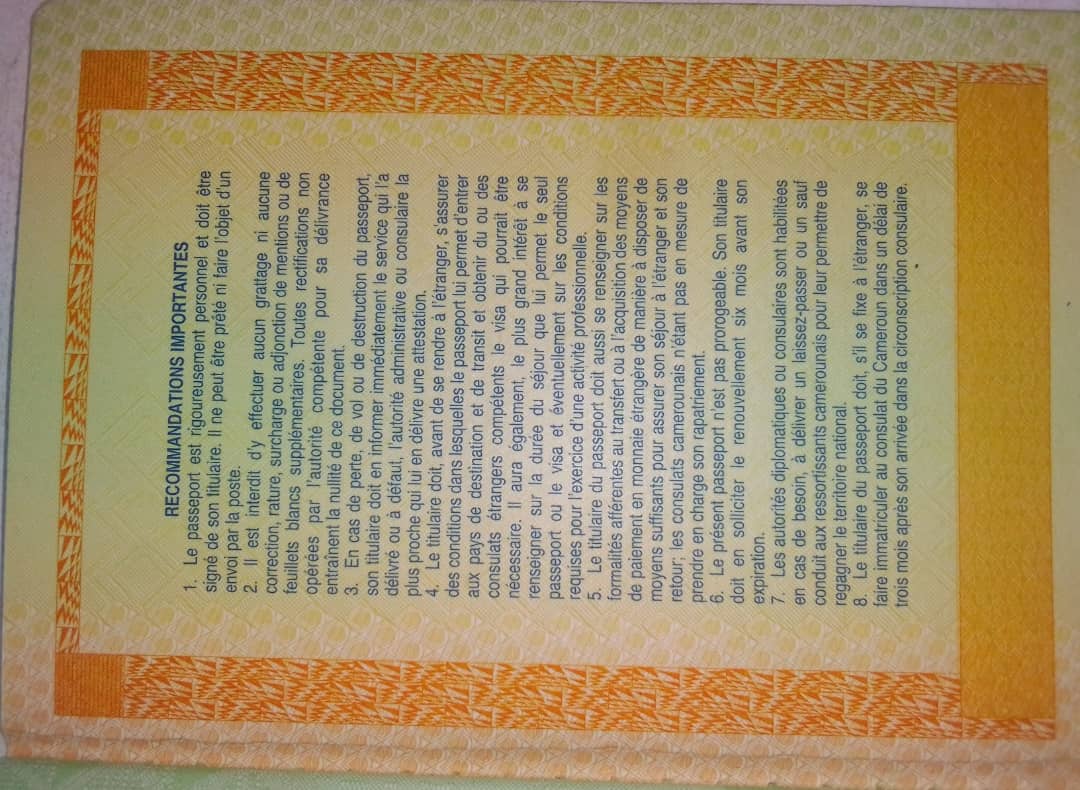 RECOMMANDATIONS IMPORTANTES
1. Le passeport est rigoureusement personnel et doit être
signé de son titulaire. Il ne peut être prêté ni faire l'objet d'un
envoi par la poste.
2. Il est interdit d'y effectuer aucun grattage ni aucune
correction, rature, surcharge ou adjonction de mentions ou de
feuillets blancs supplémentaires. Toutes rectifications non
opérées par l'autorité compétente pour sa délivrance
entraînent la nullité de ce document.
3. En cas de perte, de vol ou de destruction du passeport,
son titulaire doit en informer immédiatement le service qui l'a
délivré ou à défaut, l'autorité administrative ou consulaire la
plus proche qui lui en délivre une attestation.
4. Le titulaire doit, avant de se rendre à l'étranger, s'assurer
des conditions dans lesquelles le passeport lui permet d'entrer
aux pays de destination et de transit et obtenir du ou des
consulats étrangers compétents le visa qui pourrait être
nécessaire. Il aura également, le plus grand intérêt à se
renseigner sur la durée du séjour que lui permet le seul
passeport ou le visa et éventuellement sur les conditions
requises pour l'exercice d'une activité professionnelle.
5. Le titulaire du passeport doit aussi se renseigner sur les
formalités afférentes au transfert ou à l'acquisition des moyens
de paiement en monnaie étrangère de manière à disposer de
moyens suffisants pour assurer son séjour à l'étranger et son
retour; les consulats camerounais n'étant pas en mesure de
prendre en charge son rapatriement.
6. Le présent passeport n'est pas prorogeable. Son titulaire
doit en solliciter le renouvellement six mois avant son
expiration.
7. Les autorités diplomatiques ou consulaires sont habilitées
en cas de besoin, à délivrer un laissez-passer ou un sauf
conduit aux ressortissants camerounais pour leur permettre de
regagner le territoire national.
8. Le titulaire du passeport doit, s'il se fixe à l'étranger, se
faire immatriculer au consulat du Cameroun dans un délai de
trois mois après son arrivée dans la circonscription consulaire.